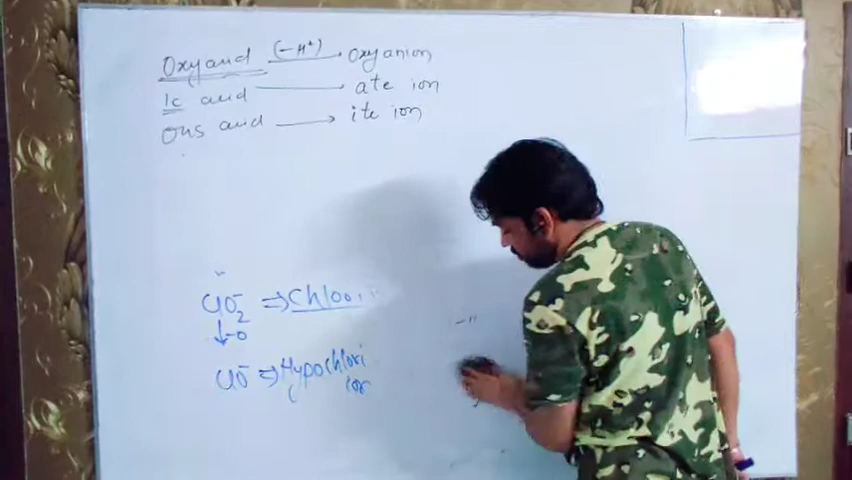 Oxyacid (-H⁺) → Oxyanion
Ic acid → ate ion
Ous acid → ite ion
ClO₂⁻ ⇒ Chlo
↓-O
ClO⁻ ⇒ Hypochlori
ion